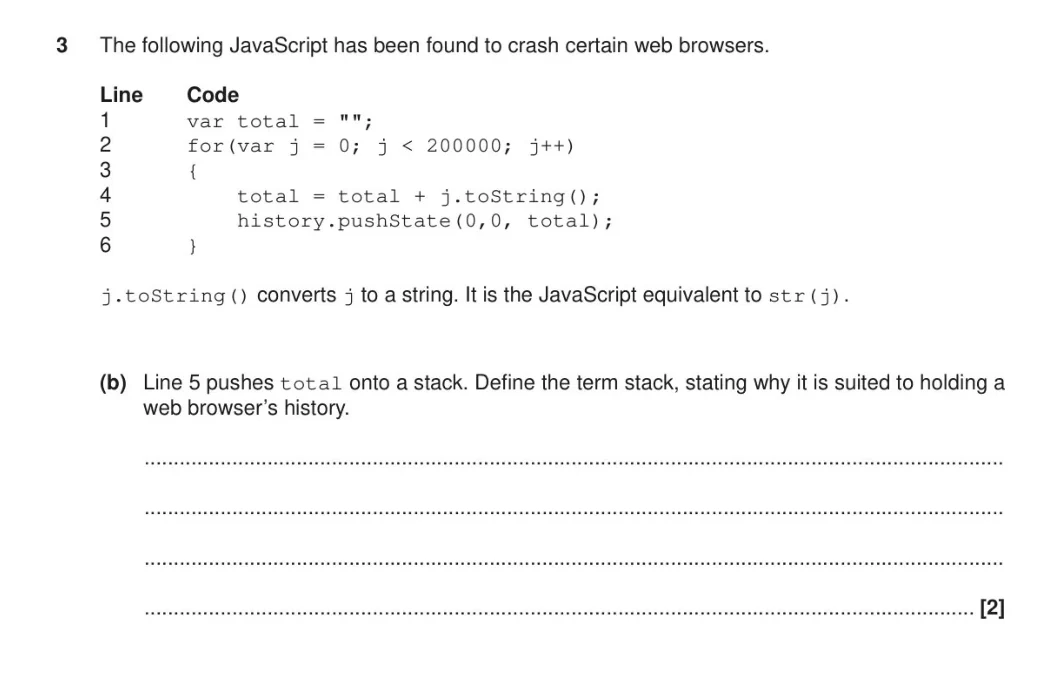 3 The following JavaScript has been found to crash certain web browsers.
Line Code
1 var total = "";
2 for(var j = 0; j < 200000; j++)
3 {
4 total = total + j.toString();
5 history.pushState(0,0, total);
6 }
j.toString() converts j to a string. It is the JavaScript equivalent to str(j).
(b) Line 5 pushes total onto a stack. Define the term stack, stating why it is suited to holding a
web browser's history.
[2]